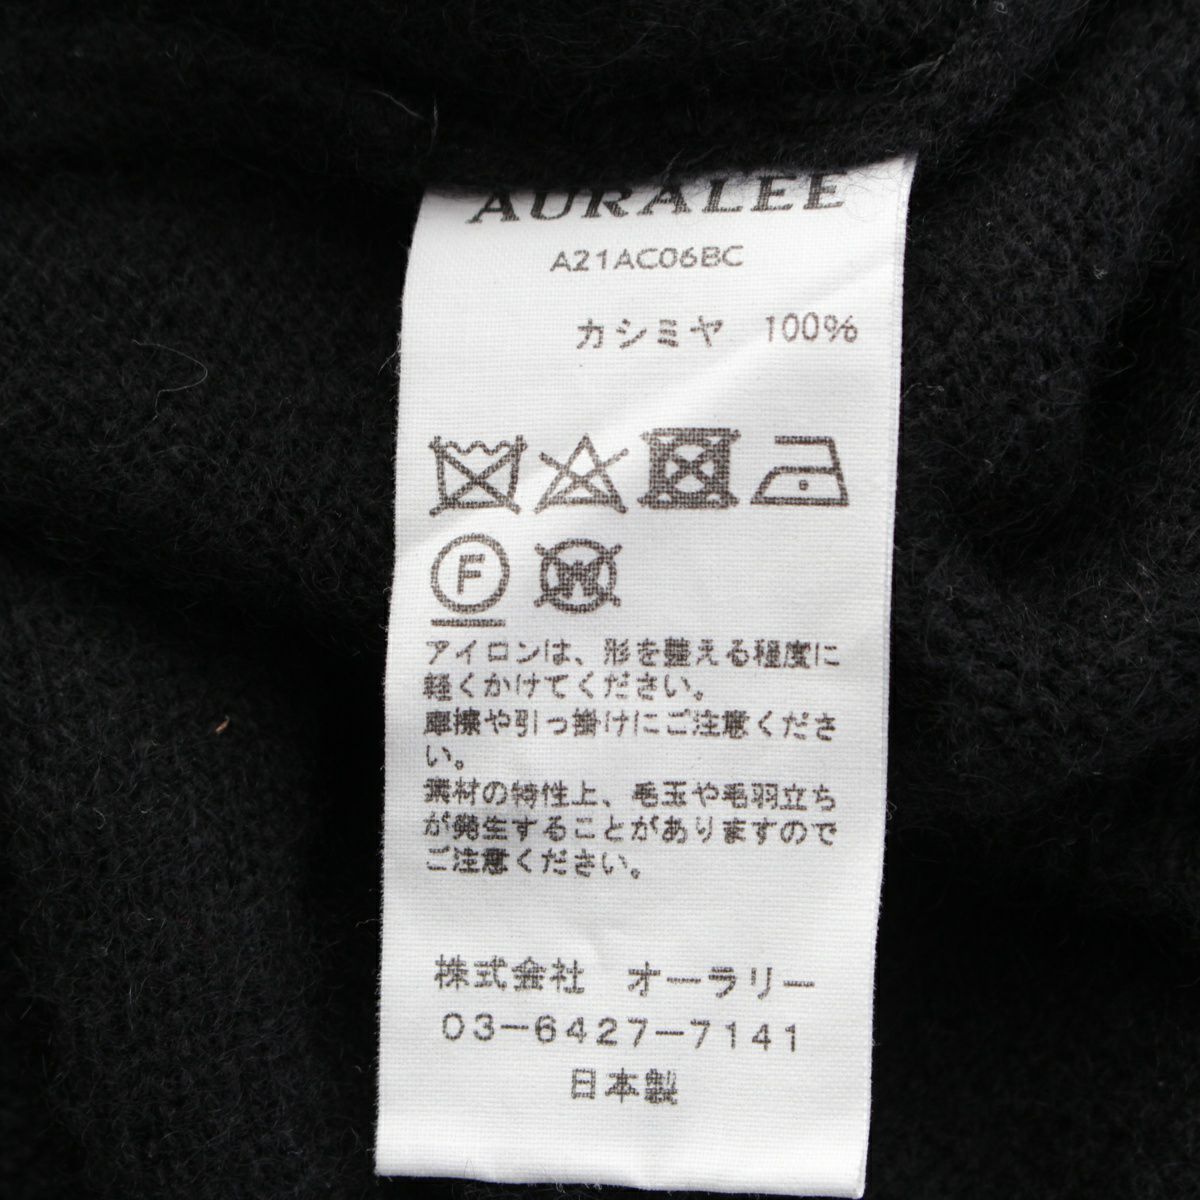 AURALEE
A21AC06BC
カシミヤ 100%
F
W
アイロンは、形を整える程度に
軽くかけてください。
摩擦や引っ掛けにご注意くださ
い。
素材の特性上、毛玉や毛羽立ち
が発生することがありますので
ご注意ください。
株式会社 オーラリー
03-6427-7141
日本製